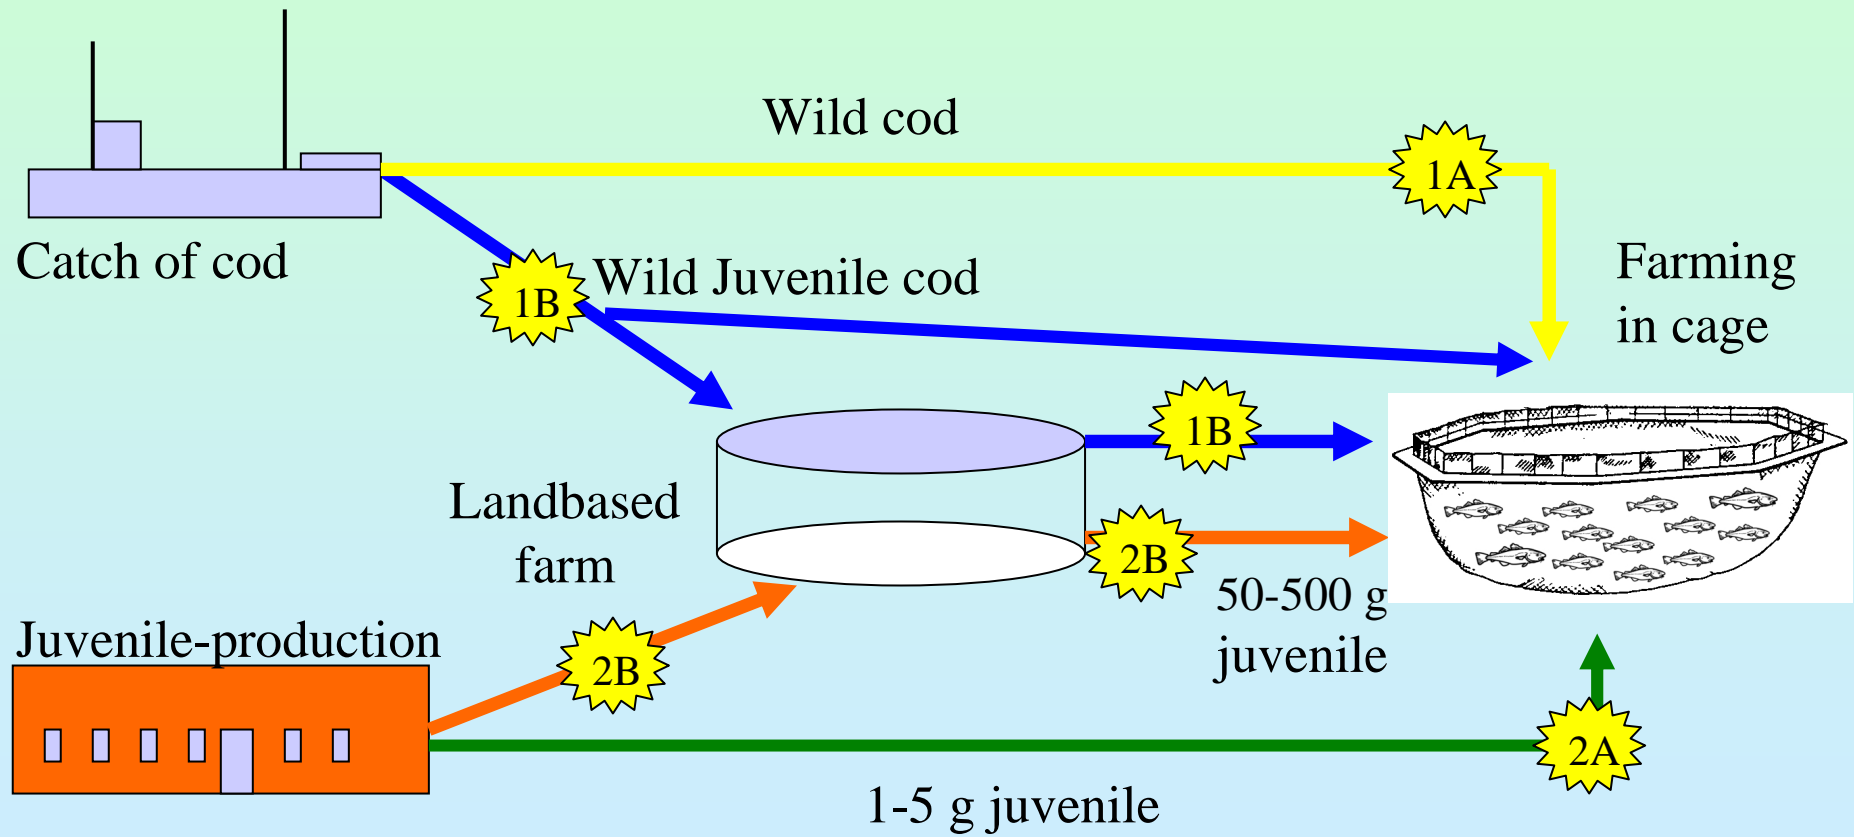 Wild cod
1A
Catch of cod
Wild Juvenile cod
1B
Farming
in cage
1B
Landbased
farm
2B
50-500 g
juvenile
Juvenile-production
2B
2A
1-5 g juvenile